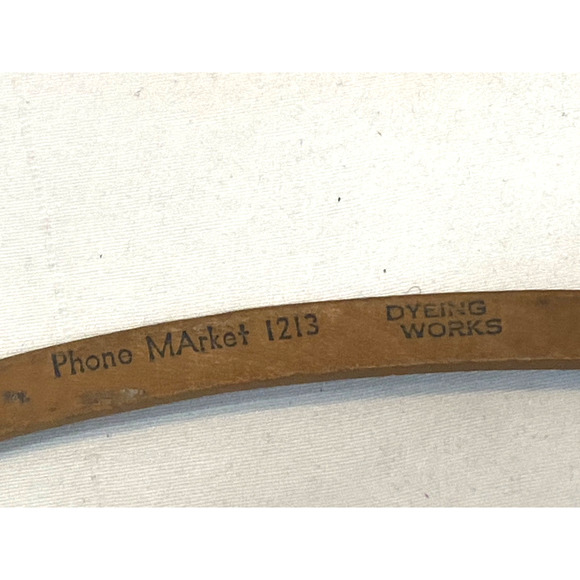 Phone MArket 1213
DYEING
WORKS